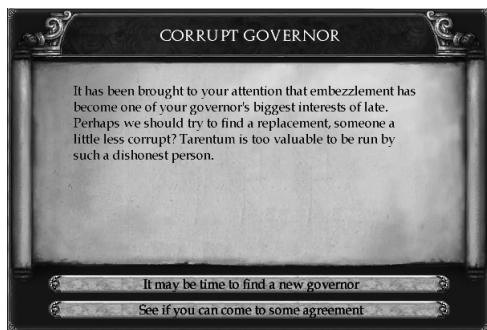 CORRUPT GOVERNOR
It has been brought to your attention that embezzlement has
become one of your governor's biggest interests of late.
Perhaps we should try to find a replacement, someone a
little less corrupt? Tarentum is too valuable to be run by
such a dishonest person.
It may be time to find a new governor
See if you can come to some agreement